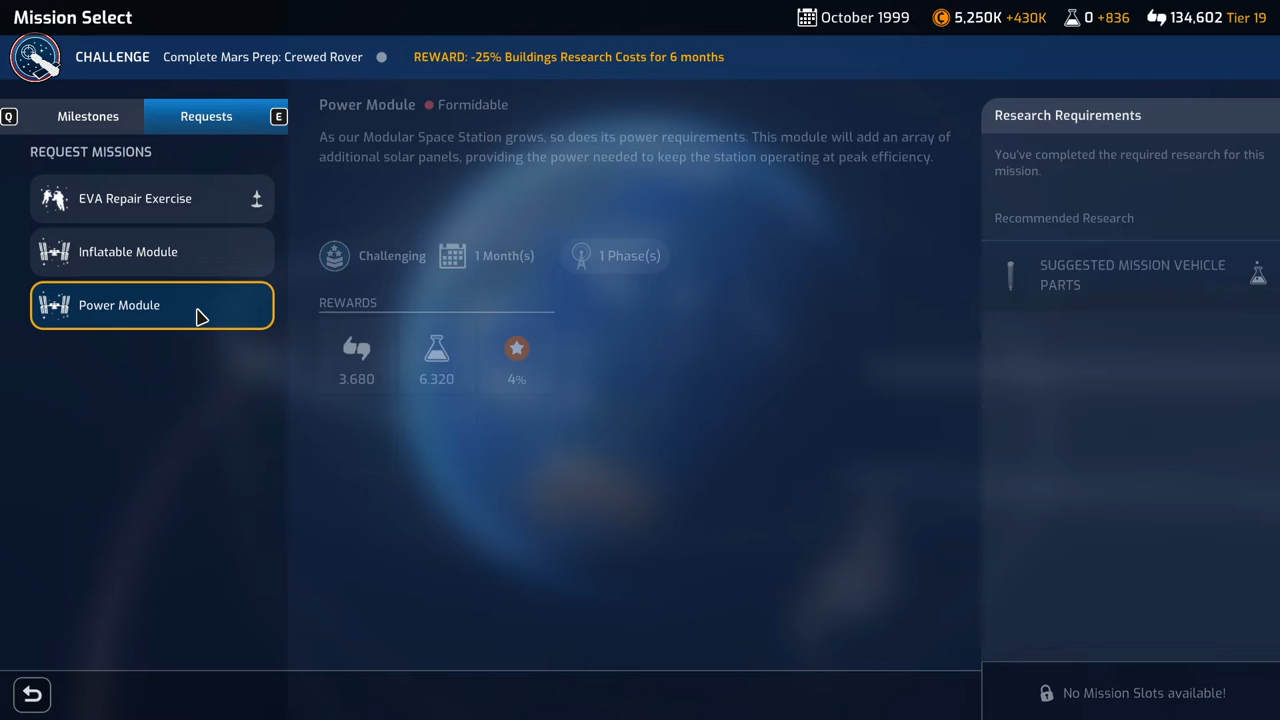 Mission Select
October 1999
5,250K +430K
0 +836
134,602 Tier 19
CHALLENGE Complete Mars Prep: Crewed Rover
REWARD: -25% Buildings Research Costs for 6 months
Q Milestones Requests E
REQUEST MISSIONS
EVA Repair Exercise
Inflatable Module
Power Module
Power Module Formidable
As our Modular Space Station grows, so does its power requirements. This module will add an array of
additional solar panels, providing the power needed to keep the station operating at peak efficiency.
Challenging 1 Month(s) 1 Phase(s)
REWARDS
3.680 6.320 4%
Research Requirements
You've completed the required research for this
mission.
Recommended Research
SUGGESTED MISSION VEHICLE
PARTS
No Mission Slots available!